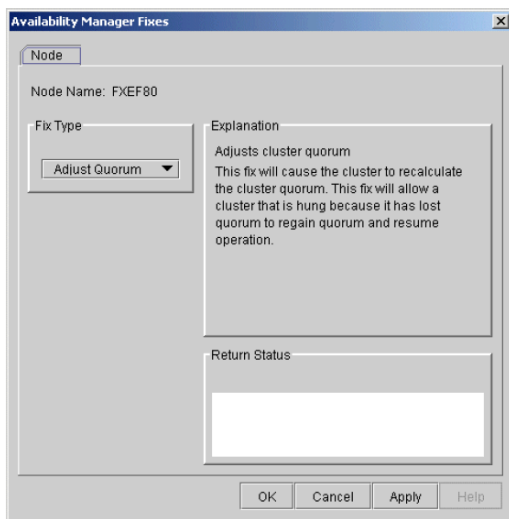 Availability Manager Fixes
Node
Node Name: FXEF80
Fix Type
Adjust Quorum
Explanation
Adjusts cluster quorum
This fix will cause the cluster to recalculate
the cluster quorum. This fix will allow a
cluster that is hung because it has lost
quorum to regain quorum and resume
operation.
Return Status
OK
Cancel
Apply
Help